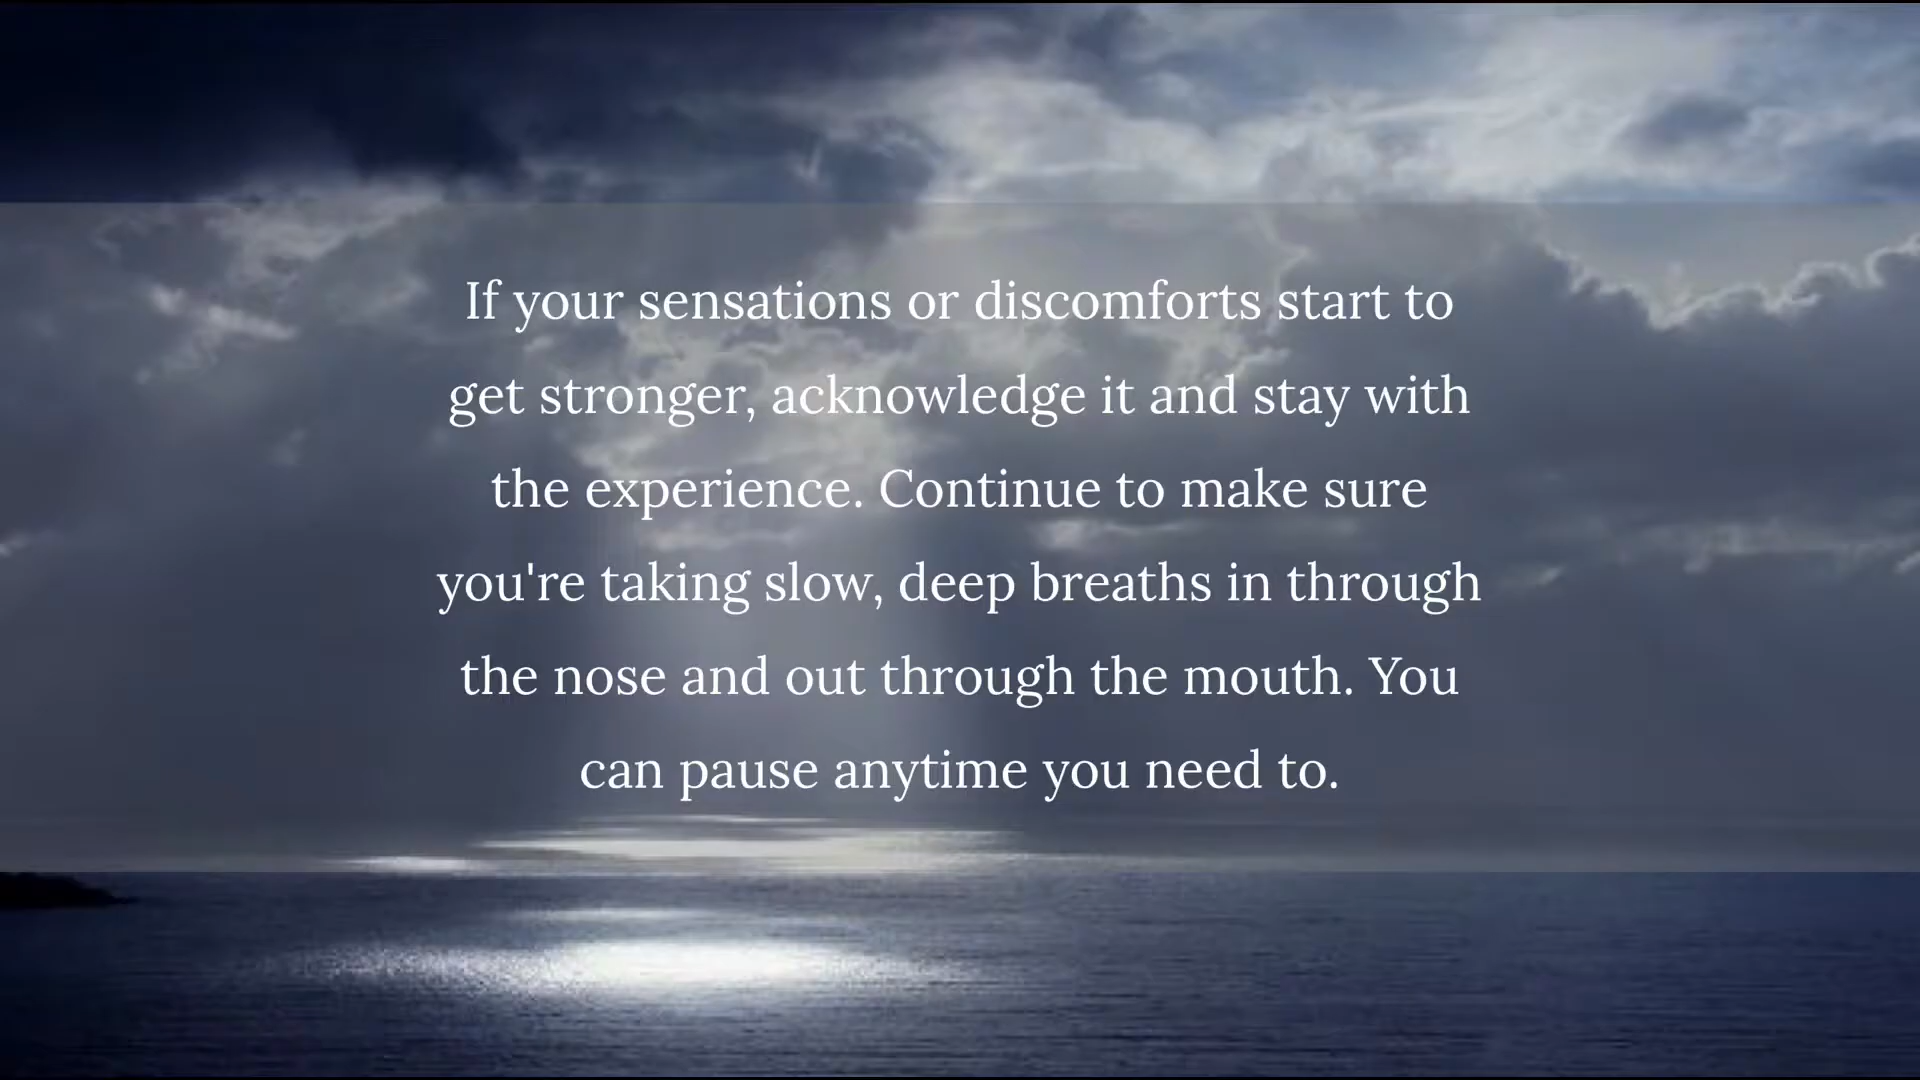 If your sensations or discomforts start to
get stronger, acknowledge it and stay with
the experience. Continue to make sure
you're taking slow, deep breaths in through
the nose and out through the mouth. You
can pause anytime you need to.